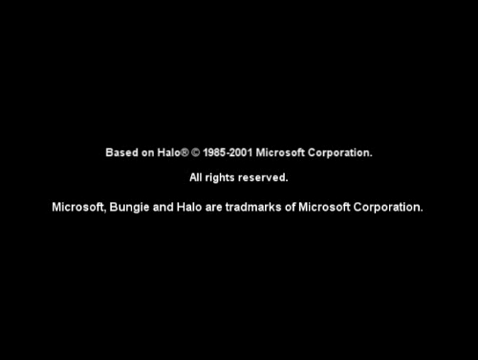 Based on Halo® © 1985-2001 Microsoft Corporation.
All rights reserved.
Microsoft, Bungie and Halo are tradmarks of Microsoft Corporation.